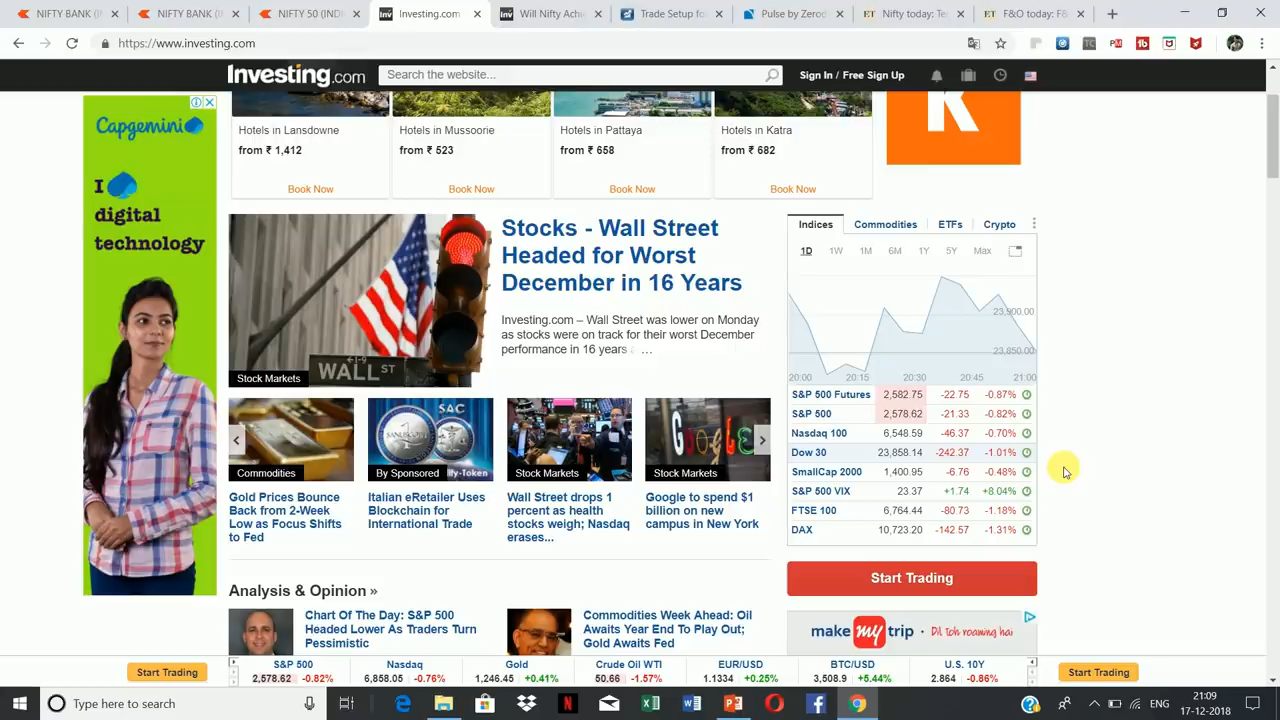 NIFTY BANK (IN
NIFTY BANK (
NIFTY 50 (INDI
Investing.com
Will Nifty Achi
Trade Setup fo
Pulse by Zerod
Nifty today:
F&O today: F&
https://www.investing.com
Investing.com
Search the website...
Sign In / Free Sign Up
Capgemini
I
digital
technology
Hotels in Lansdowne
from ₹ 1,412
Book Now
Hotels in Mussoorie
from ₹ 523
Book Now
Hotels in Pattaya
from ₹ 658
Book Now
Hotels in Katra
from ₹ 682
Book Now
K
WALL ST
Stock Markets
Stocks - Wall Street
Headed for Worst
December in 16 Years
Investing.com – Wall Street was lower on Monday
as stocks were on track for their worst December
performance in 16 years a ...
Commodities
Gold Prices Bounce
Back from 2-Week
Low as Focus Shifts
to Fed
SAC
By Sponsored
ify-Token
Italian eRetailer Uses
Blockchain for
International Trade
Stock Markets
Wall Street drops 1
percent as health
stocks weigh; Nasdaq
erases...
Google
Stock Markets
Google to spend $1
billion on new
campus in New York
Analysis & Opinion »
Chart Of The Day: S&P 500
Headed Lower As Traders Turn
Pessimistic
Commodities Week Ahead: Oil
Awaits Year End To Play Out;
Gold Awaits Fed
Indices Commodities ETFs Crypto
1D 1W 1M 6M 1Y 5Y Max
23,900.00
23,850.00
20:00 20:15 20:30 20:45 21:00
S&P 500 Futures 2,582.75 -22.75 -0.87%
S&P 500 2,578.62 -21.33 -0.82%
Nasdaq 100 6,548.59 -46.37 -0.70%
Dow 30 23,858.14 -242.37 -1.01%
SmallCap 2000 1,400.95 -6.76 -0.48%
S&P 500 VIX 23.37 +1.74 +8.04%
FTSE 100 6,764.44 -80.73 -1.18%
DAX 10,723.20 -142.57 -1.31%
Start Trading
make my trip • Dil toh roaming hai
Start Trading
S&P 500
2,578.62 -0.82%
Nasdaq
6,858.05 -0.76%
Gold
1,246.45 +0.41%
Crude Oil WTI
50.66 -1.57%
EUR/USD
1.1334 +0.25%
BTC/USD
3,508.9 +5.44%
U.S. 10Y
2.864 -0.86%
Start Trading
Type here to search
ENG
21:09
17-12-2018